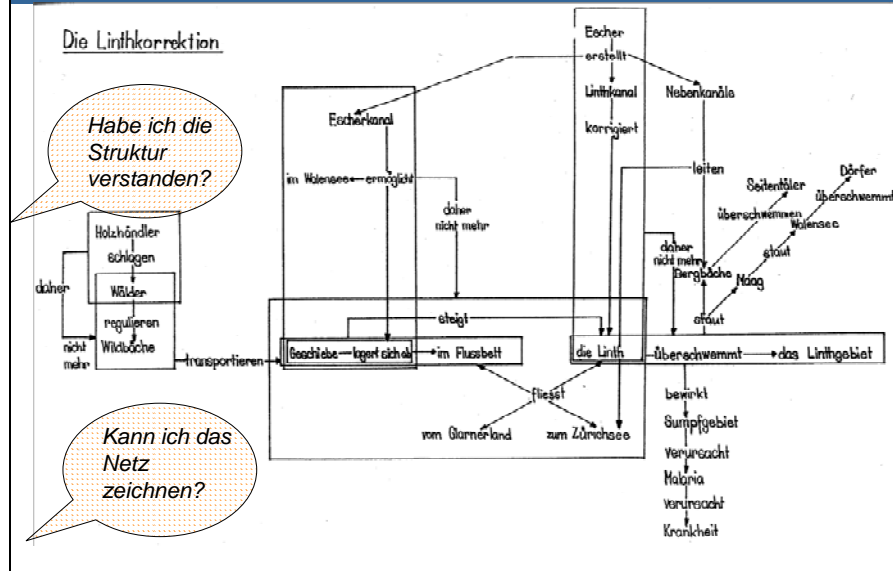 Die Linthkorrektion
Habe ich die
Struktur
verstanden?
Escher
erstellt
Linthkanal
korrigiert
Nebenkanäle
Escherkanal
im Walensee
ermöglicht
daher
nicht mehr
leiten
Seitentäler
überschwemmen
Dörfer
überschwemmt
Walensee
staut
Maag
staut
Bergbäche
daher
nicht mehr
Holzhändler
schlagen
Wälder
regulieren
Wildbäche
daher
nicht
mehr
transportieren
steigt
Geschiebe
lagert sich ab
im Flussbett
die Linth
überschwemmt
das Linthgebiet
fliesst
vom Glarnerland
zum Zürichsee
bewirkt
Sumpfgebiet
verursacht
Malaria
verursacht
Krankheit
Kann ich das
Netz
zeichnen?